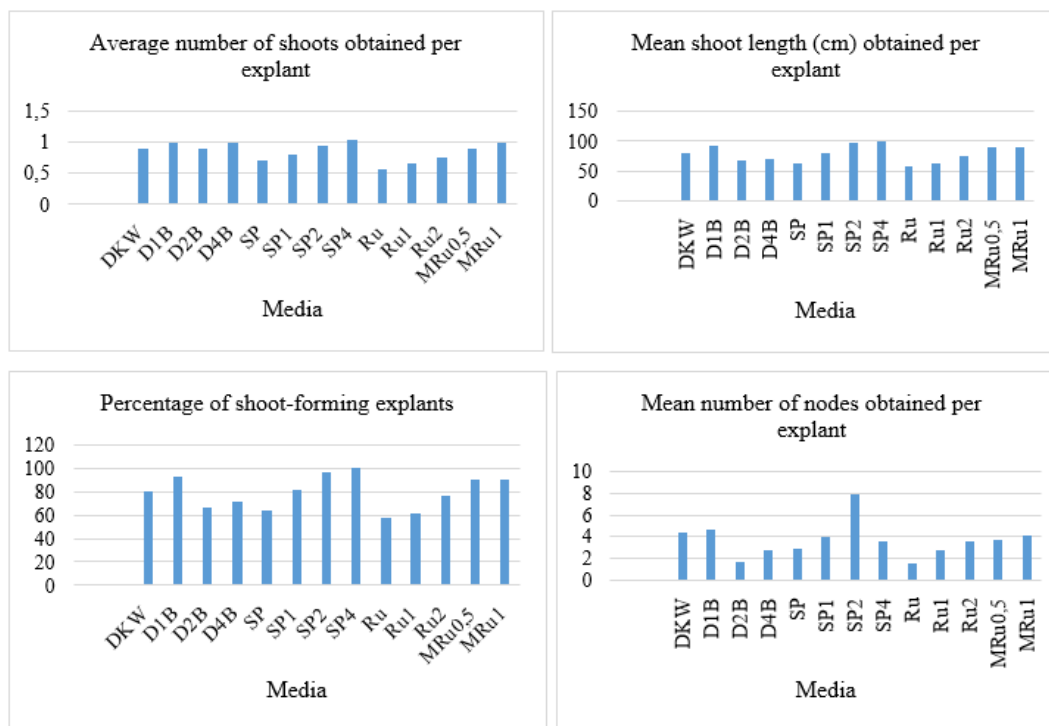 Average number of shoots obtained per
explant
1,5
1
0,5
0
DKW D1B D2B D4B SP SP1 SP2 SP4 Ru Ru1 Ru2 MRu0,5 MRu1
Media
Mean shoot length (cm) obtained per
explant
150
100
50
0
DKW D1B D2B D4B SP SP1 SP2 SP4 Ru Ru1 Ru2 MRu0,5 MRu1
Media
Percentage of shoot-forming explants
120
100
80
60
40
20
0
DKW D1B D2B D4B SP SP1 SP2 SP4 Ru Ru1 Ru2 MRu0,5 MRu1
Media
Mean number of nodes obtained per
explant
10
8
6
4
2
0
DKW D1B D2B D4B SP SP1 SP2 SP4 Ru Ru1 Ru2 MRu0,5 MRu1
Media